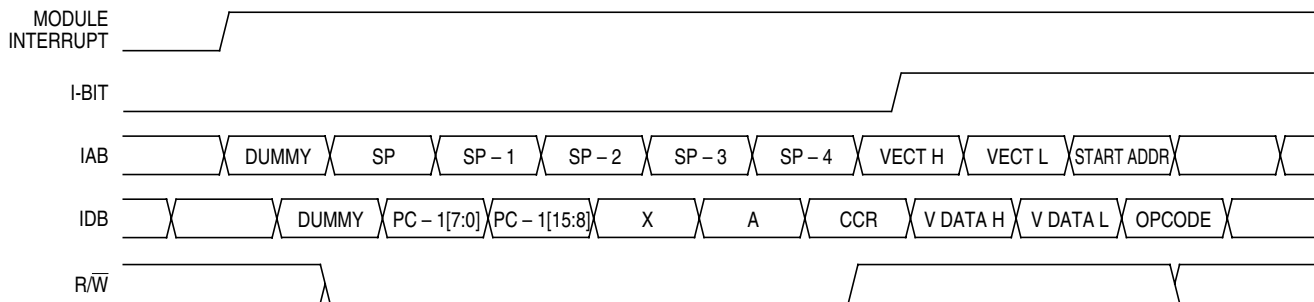 MODULE
INTERRUPT
I-BIT
IAB DUMMY SP SP – 1 SP – 2 SP – 3 SP – 4 VECT H VECT L START ADDR
IDB DUMMY PC – 1[7:0] PC – 1[15:8] X A CCR V DATA H V DATA L OPCODE
R/W̅